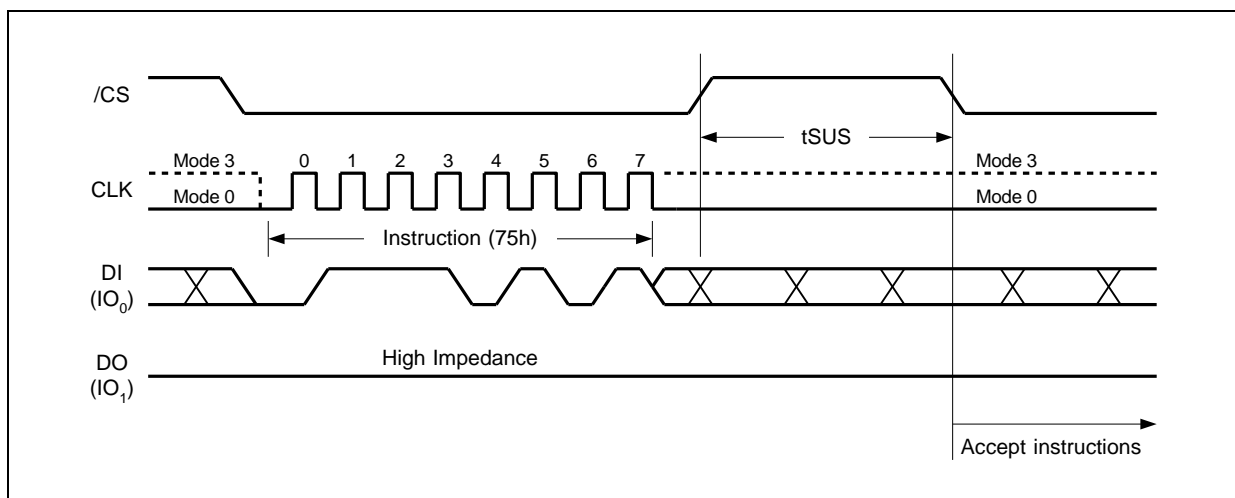 /CS
tSUS
Mode 3
0 1 2 3 4 5 6 7
Mode 3
CLK
Mode 0
Mode 0
Instruction (75h)
DI
(IO0)
High Impedance
DO
(IO1)
Accept instructions